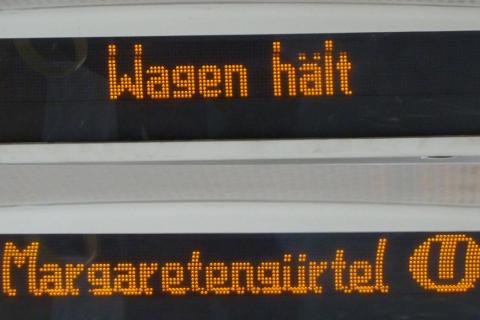 Wagen hält
Margaretengürtel U